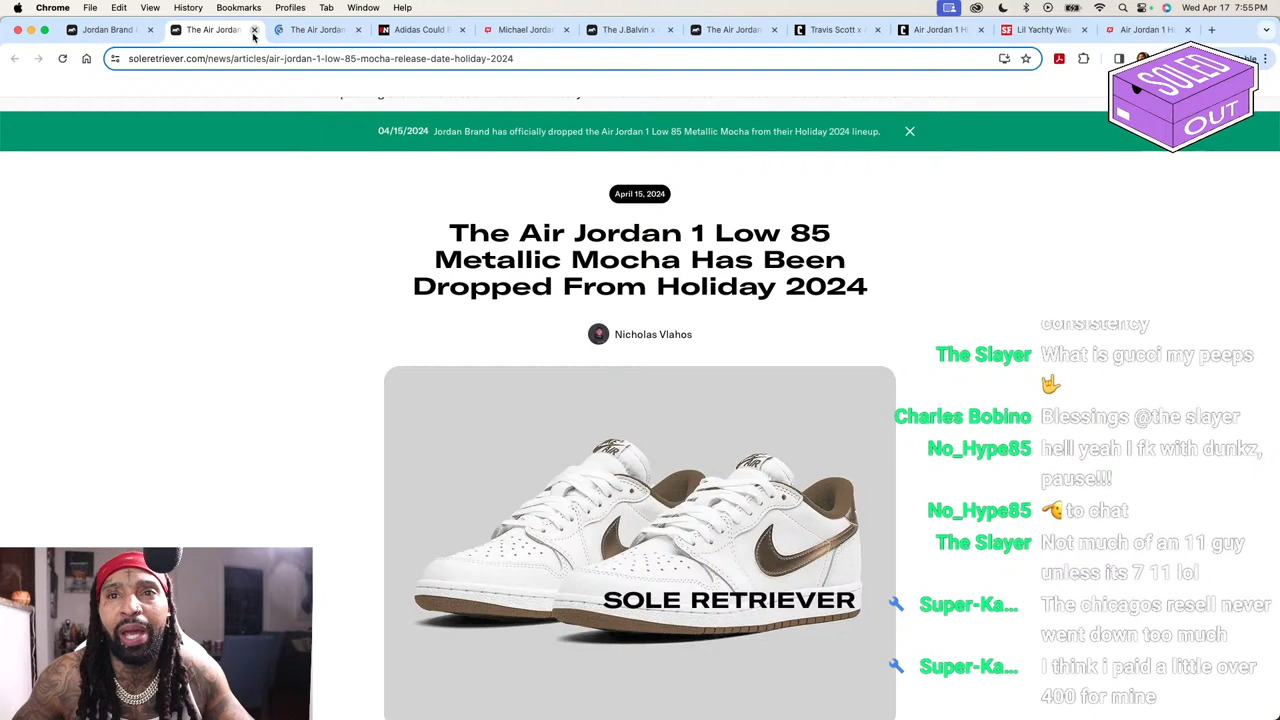 Chrome File Edit View History Bookmarks Profiles Tab Window Help Wed Apr 17 7:55PM
Jordan Brand The Air Jordan The Air Jordan Adidas Could Michael Jordan The J.Balvin x The Air Jordan Travis Scott x Air Jordan 1 Hi Lil Yachty Wea Air Jordan 1 H
soleretriever.com/news/articles/air-jordan-1-low-85-mocha-release-date-holiday-2024
SOLED
OUT
04/15/2024 Jordan Brand has officially dropped the Air Jordan 1 Low 85 Metallic Mocha from their Holiday 2024 lineup.
April 15, 2024
The Air Jordan 1 Low 85
Metallic Mocha Has Been
Dropped From Holiday 2024
Nicholas Vlahos
SOLE RETRIEVER
consistency
The Slayer What is gucci my peeps
🤟
Charles Bobino Blessings @the slayer
No_Hype85 hell yeah I fk with dunkz,
pause!!!
No_Hype85 🫡 to chat
The Slayer Not much of an 11 guy
unless its 7 11 lol
Super-Ka... The chicagos resell never
went down too much
Super-Ka... I think i paid a little over
400 for mine